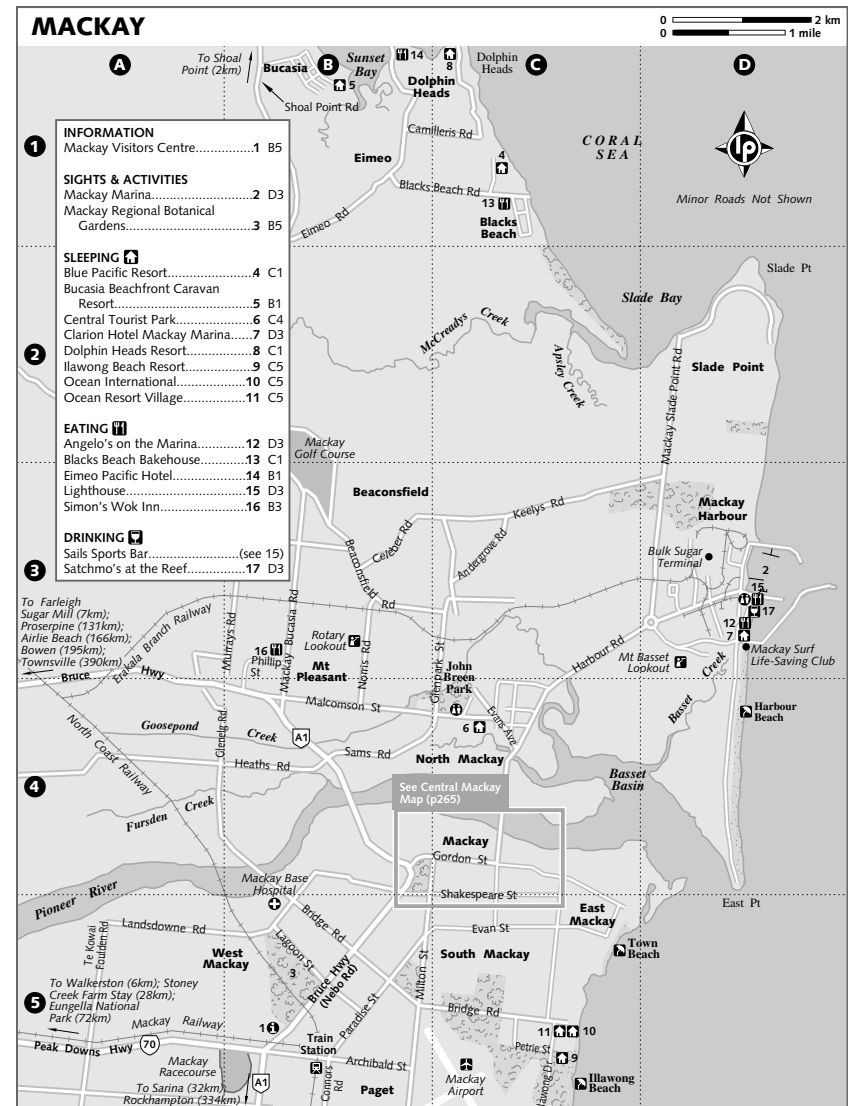 MACKAY
0 2 km
0 1 mile
A
B
C
D
To Shoal
Point (2km)
Bucasia
5
Shoal Point Rd
Sunset
Bay
14
8
Dolphin
Heads
Dolphin
Heads
1
INFORMATION
Mackay Visitors Centre...............1 B5
SIGHTS & ACTIVITIES
Mackay Marina...........................2 D3
Mackay Regional Botanical
Gardens.................................3 B5
SLEEPING
Blue Pacific Resort.......................4 C1
Bucasia Beachfront Caravan
Resort....................................5 B1
Central Tourist Park.....................6 C4
Clarion Hotel Mackay Marina......7 D3
Dolphin Heads Resort.................8 C1
Ilawong Beach Resort..................9 C5
Ocean International...................10 C5
Ocean Resort Village.................11 C5
EATING
Angelo's on the Marina.............12 D3
Blacks Beach Bakehouse............13 C1
Eimeo Pacific Hotel...................14 B1
Lighthouse................................15 D3
Simon's Wok Inn.......................16 B3
DRINKING
Sails Sports Bar.....................(see 15)
Satchmo's at the Reef................17 D3
Camilleris Rd
Eimeo
4
Blacks Beach Rd
13
Blacks
Beach
Eimeo Rd
CORAL
SEA
lp
Minor Roads Not Shown
Slade Pt
Slade Bay
McCreadys Creek
Apsley Creek
2
Slade Point
Mackay Slade Point Rd
Mackay
Golf Course
Beaconsfield
Keelys Rd
Celeber Rd
Andergrove Rd
Beaconsfield Rd
Mackay
Harbour
Bulk Sugar
Terminal
2
15
17
12
7
Mackay Surf
Life-Saving Club
3
To Farleigh
Sugar Mill (7km);
Proserpine (131km);
Airlie Beach (166km);
Bowen (195km);
Townsville (390km)
Erakala Branch Railway
Murrays Rd
Mackay Bucasia Rd
16
Phillip
St
Rotary
Lookout
Mt
Pleasant
Norris Rd
Glenpark St
John
Breen
Park
Harbour Rd
Mt Basset
Lookout
Basset Creek
Harbour
Beach
Bruce Hwy
Malcomson St
Goosepond Creek
Glenelg Rd
North Coast Railway
A1
Sams Rd
6
Evans Ave
North Mackay
Heaths Rd
4
Fursden Creek
Basset
Basin
See Central Mackay
Map (p265)
Mackay
Gordon St
Shakespeare St
Pioneer River
Mackay Base
Hospital
East Pt
East
Mackay
Evan St
Town
Beach
Te Kowai
Foulden Rd
Landsdowne Rd
Bridge Rd
Lagoon St
West
Mackay
3
South Mackay
Bruce Hwy
(Nebo Rd)
Milton St
5
To Walkerston (6km); Stoney
Creek Farm Stay (28km);
Eungella National
Park (72km)
Mackay Railway
1
Paradise St
Bridge Rd
11
10
Petrie St
9
Peak Downs Hwy
70
Train
Station
Archibald St
Mackay
Racecourse
A1
Connors
Rd
Paget
Mackay
Airport
Illawong Dr
Illawong
Beach
To Sarina (32km);
Rockhampton (334km)